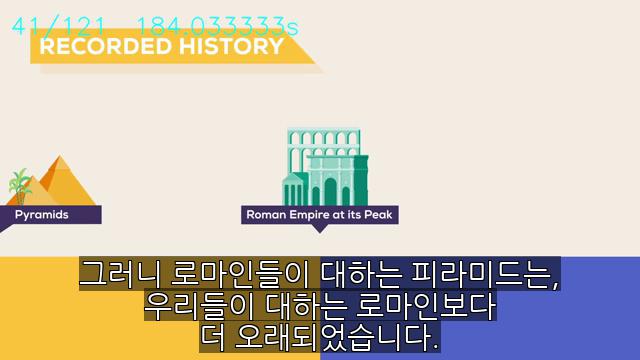 41/121 184.033333s
RECORDED HISTORY
Pyramids
Roman Empire at its Peak
그러니 로마인들이 대하는 피라미드는,
우리들이 대하는 로마인보다
더 오래되었습니다.